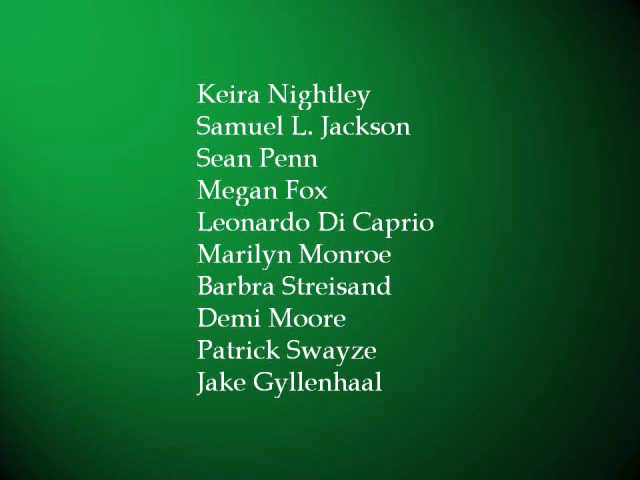 Keira Nightley
Samuel L. Jackson
Sean Penn
Megan Fox
Leonardo Di Caprio
Marilyn Monroe
Barbra Streisand
Demi Moore
Patrick Swayze
Jake Gyllenhaal